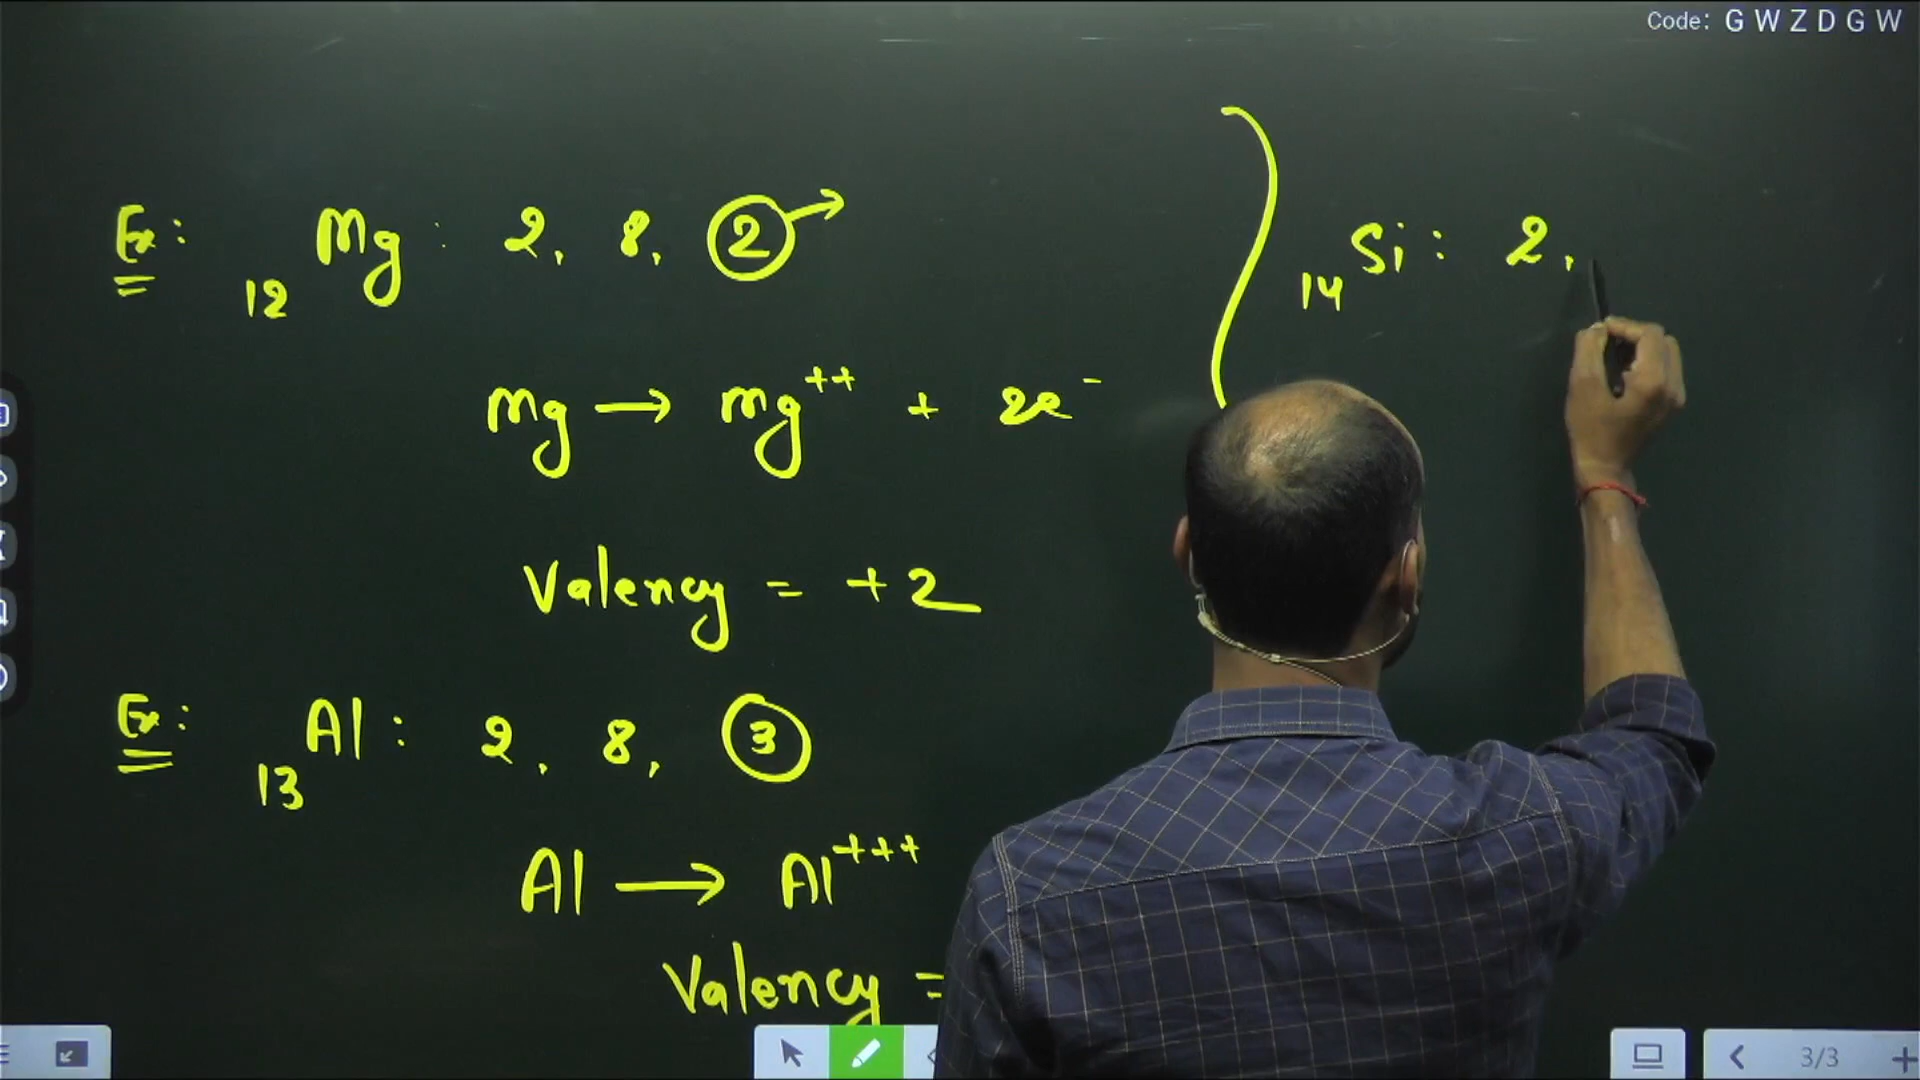 Code: GWZDGW
Ex: 12Mg: 2, 8, 2 →
Mg → Mg++ + 2e-
Valency = +2
Ex: 13Al: 2, 8, 3
Al → Al+++
Valency =
14Si: 2,
3/3